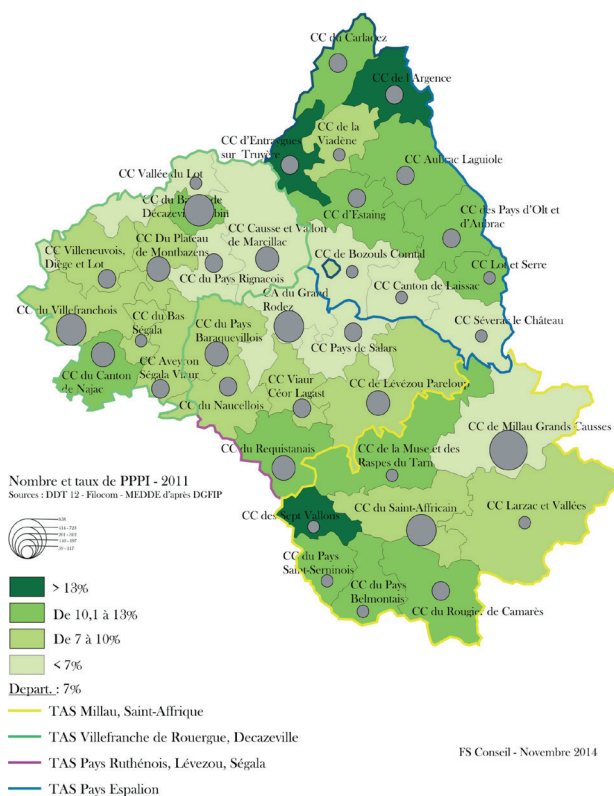 CC du Carladez
CC de l'Argence
CC de la
Viadène
CC d'Entraygues
sur Truyère
CC Aubrac Laguiole
CC Vallée du Lot
CC du
Decazevil
CC d'Estaing
CC des Pays d'Olt et
d'Aubrac
CC Causse et Vallon
de Marcillac
CC Villeneuvois,
Diège et Lot
CC Du Plateau
de Montbazens
CC de Bozouls Comtal
CC Lot et Serre
CC du Pays Rignacois
CC Canton de Laissac
CC du Villefranchois
CA du Grand
Rodez
CC Séverac le Château
CC du Bas
Ségala
CC du Pays
Baraquevillois
CC Pays de Salars
CC du Canton
de Najac
CC Aveyron
Ségala Viaur
CC Viaur
Céor Lagast
CC de Lévézou Pareloup
CC du Naucellois
CC de Millau Grands Causses
CC du Requistanais
CC de la Muse et des
Raspes du Tarn
Nombre et taux de PPPI - 2011
Sources : DDT 12 - Filocom - MEDDE d'après DGFIP
CC des Sept Vallons
CC du Saint-Affricain
CC Larzac et Vallées
CC du Pays
Saint-Serninois
CC du Pays
Belmontais
CC du Rougier de Camarès
> 13%
De 10,1 à 13%
De 7 à 10%
< 7%
Depart. : 7%
TAS Millau, Saint-Affrique
TAS Villefranche de Rouergue, Decazeville
TAS Pays Ruthénois, Lévezou, Ségala
TAS Pays Espalion
FS Conseil - Novembre 2014